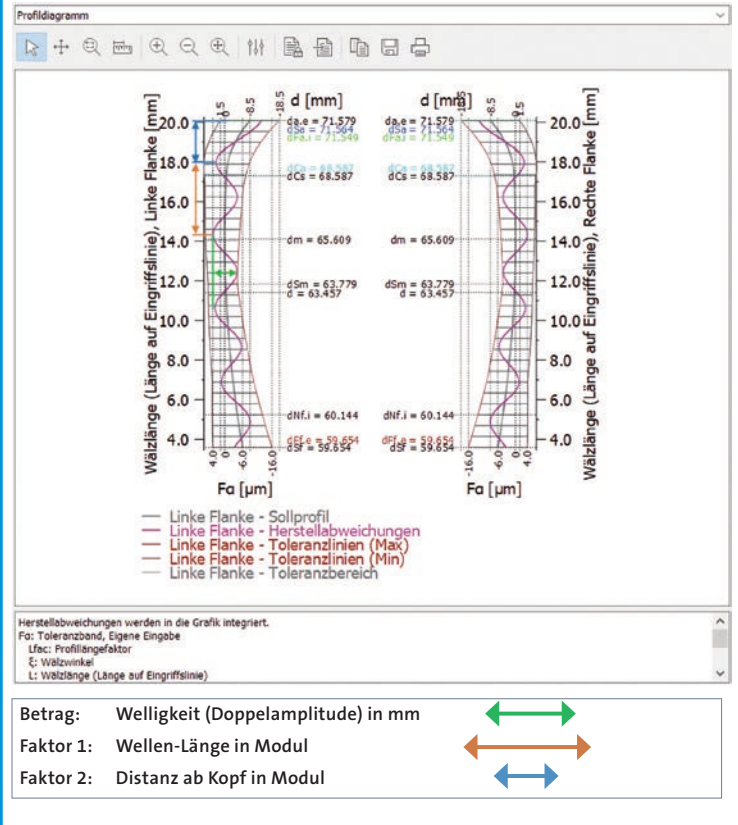 Profildiagramm
1.5
0
-8.5
-18.5
d [mm]
d [mm]
-18.5
-8.5
0
1.5
Wälzlänge (Länge auf Eingriffslinie), Linke Flanke [mm]
20.0
18.0
16.0
14.0
12.0
10.0
8.0
6.0
4.0
da.e = 71.579
dSa = 71.564
dFa.i = 71.549
dCa = 68.587
dCs = 68.587
dm = 65.609
dSm = 63.779
d = 63.457
dNf.i = 60.144
dFf.e = 59.654
dSf = 59.654
da.e = 71.579
dSa = 71.564
dFa.i = 71.549
dCa = 68.587
dCs = 68.587
dm = 65.609
dSm = 63.779
d = 63.457
dNf.i = 60.144
dFf.e = 59.654
dSf = 59.654
20.0
18.0
16.0
14.0
12.0
10.0
8.0
6.0
4.0
Wälzlänge (Länge auf Eingriffslinie), Rechte Flanke [mm]
4.0
0
-6.0
-16.0
-16.0
-6.0
0
4.0
Fα [µm]
Fα [µm]
Linke Flanke - Sollprofil
Linke Flanke - Herstellabweichungen
Linke Flanke - Toleranzlinien (Max)
Linke Flanke - Toleranzlinien (Min)
Linke Flanke - Toleranzbereich
Herstellabweichungen werden in die Grafik integriert.
Fα: Toleranzband, Eigene Eingabe
Lfac: Profillängefaktor
ξ: Wälzwinkel
L: Wälzlänge (Länge auf Eingriffslinie)
Betrag: Welligkeit (Doppelamplitude) in mm
Faktor 1: Wellen-Länge in Modul
Faktor 2: Distanz ab Kopf in Modul